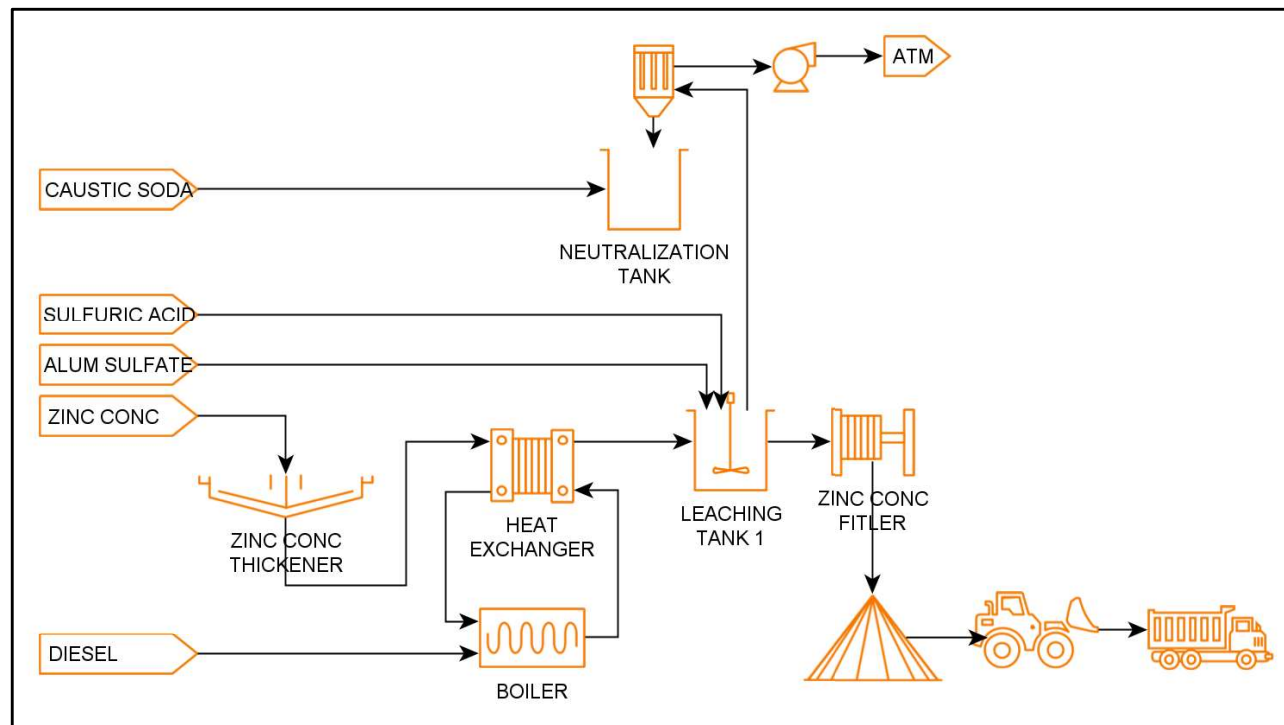 ATM
CAUSTIC SODA
NEUTRALIZATION
TANK
SULFURIC ACID
ALUM SULFATE
ZINC CONC
ZINC CONC
THICKENER
HEAT
EXCHANGER
LEACHING
TANK 1
ZINC CONC
FITLER
DIESEL
BOILER